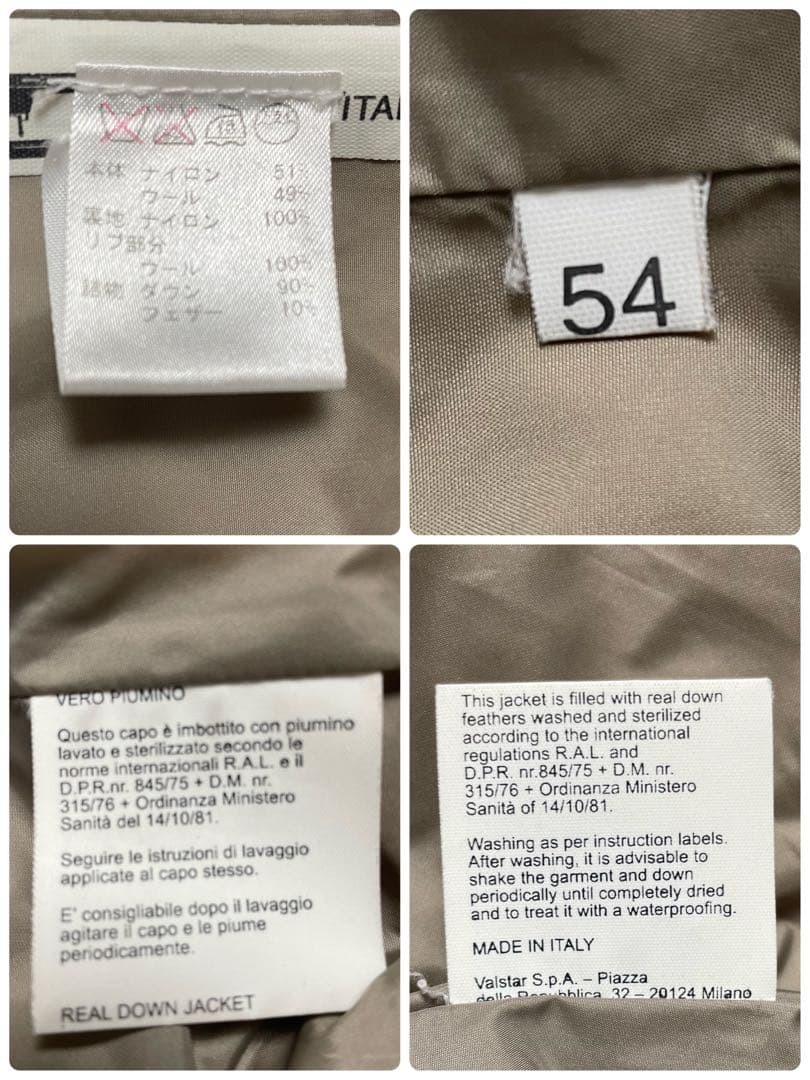 ITA
本体 ナイロン 51%
ウール 49%
裏地 ナイロン 100%
リブ部分
ウール 100%
詰物 ダウン 90%
フェザー 10%
54
VERO PIUMINO
Questo capo è imbottito con piumino
lavato e sterilizzato secondo le
norme internazionali R.A.L. e il
D.P.R.nr. 845/75 + D.M. nr.
315/76 + Ordinanza Ministero
Sanità del 14/10/81.
Seguire le istruzioni di lavaggio
applicate al capo stesso.
E' consigliabile dopo il lavaggio
agitare il capo e le piume
periodicamente.
REAL DOWN JACKET
This jacket is filled with real down
feathers washed and sterilized
according to the international
regulations R.A.L. and
D.P.R. nr.845/75 + D.M. nr.
315/76 + Ordinanza Ministero
Sanità of 14/10/81.
Washing as per instruction labels.
After washing, it is advisable to
shake the garment and down
periodically until completely dried
and to treat it with a waterproofing.
MADE IN ITALY
Valstar S.p.A. – Piazza
della Repubblica, 32 – 20124 Milano